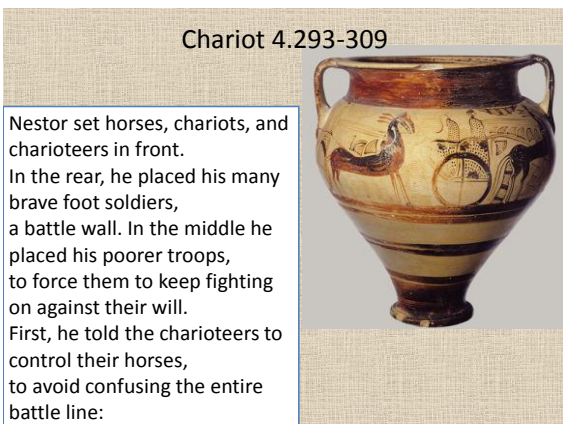 Chariot 4.293-309
Nestor set horses, chariots, and
charioteers in front.
In the rear, he placed his many
brave foot soldiers,
a battle wall. In the middle he
placed his poorer troops,
to force them to keep fighting
on against their will.
First, he told the charioteers to
control their horses,
to avoid confusing the entire
battle line: